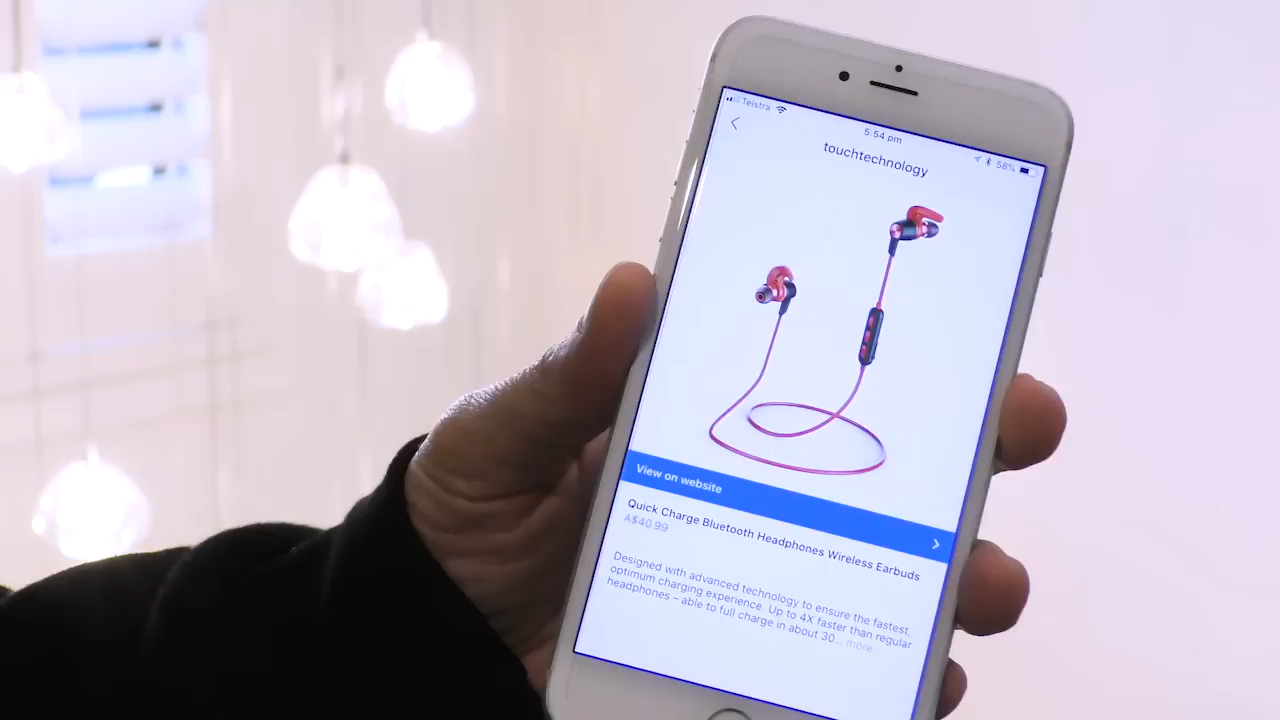 Telstra
5:54 pm
58%
touchtechnology
View on website
Quick Charge Bluetooth Headphones Wireless Earbuds
A$40.99
Designed with advanced technology to ensure the fastest,
optimum charging experience. Up to 4X faster than regular
headphones – able to full charge in about 30... more